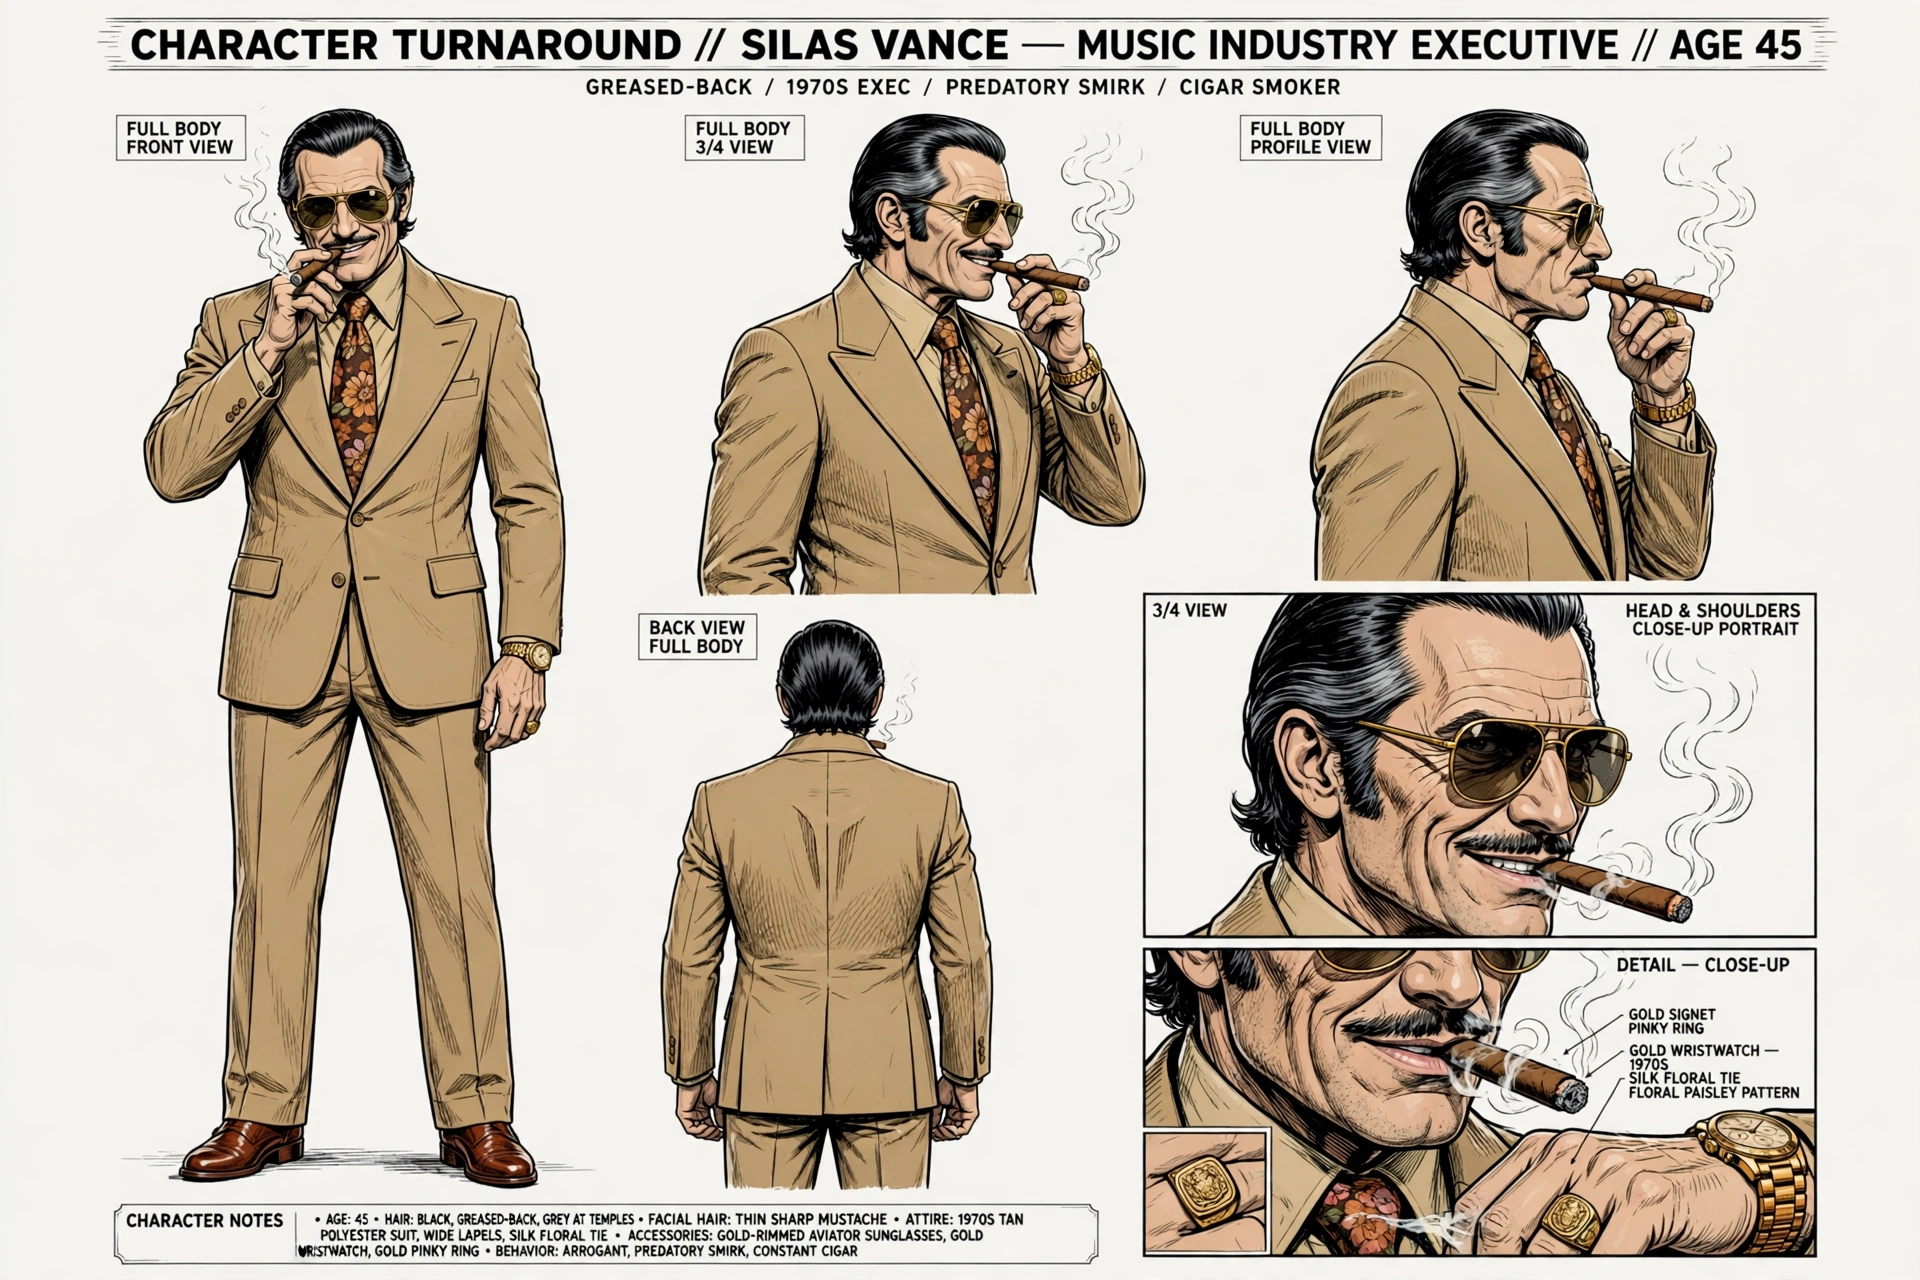 CHARACTER TURNAROUND // SILAS VANCE — MUSIC INDUSTRY EXECUTIVE // AGE 45
GREASED-BACK / 1970S EXEC / PREDATORY SMIRK / CIGAR SMOKER
FULL BODY
FRONT VIEW
FULL BODY
3/4 VIEW
FULL BODY
PROFILE VIEW
BACK VIEW
FULL BODY
3/4 VIEW
HEAD & SHOULDERS
CLOSE-UP PORTRAIT
DETAIL — CLOSE-UP
GOLD SIGNET
PINKY RING
GOLD WRISTWATCH —
1970S
SILK FLORAL TIE
FLORAL PAISLEY PATTERN
CHARACTER NOTES
• AGE: 45 • HAIR: BLACK, GREASED-BACK, GREY AT TEMPLES • FACIAL HAIR: THIN SHARP MUSTACHE • ATTIRE: 1970S TAN
POLYESTER SUIT, WIDE LAPELS, SILK FLORAL TIE • ACCESSORIES: GOLD-RIMMED AVIATOR SUNGLASSES, GOLD
WRISTWATCH, GOLD PINKY RING • BEHAVIOR: ARROGANT, PREDATORY SMIRK, CONSTANT CIGAR